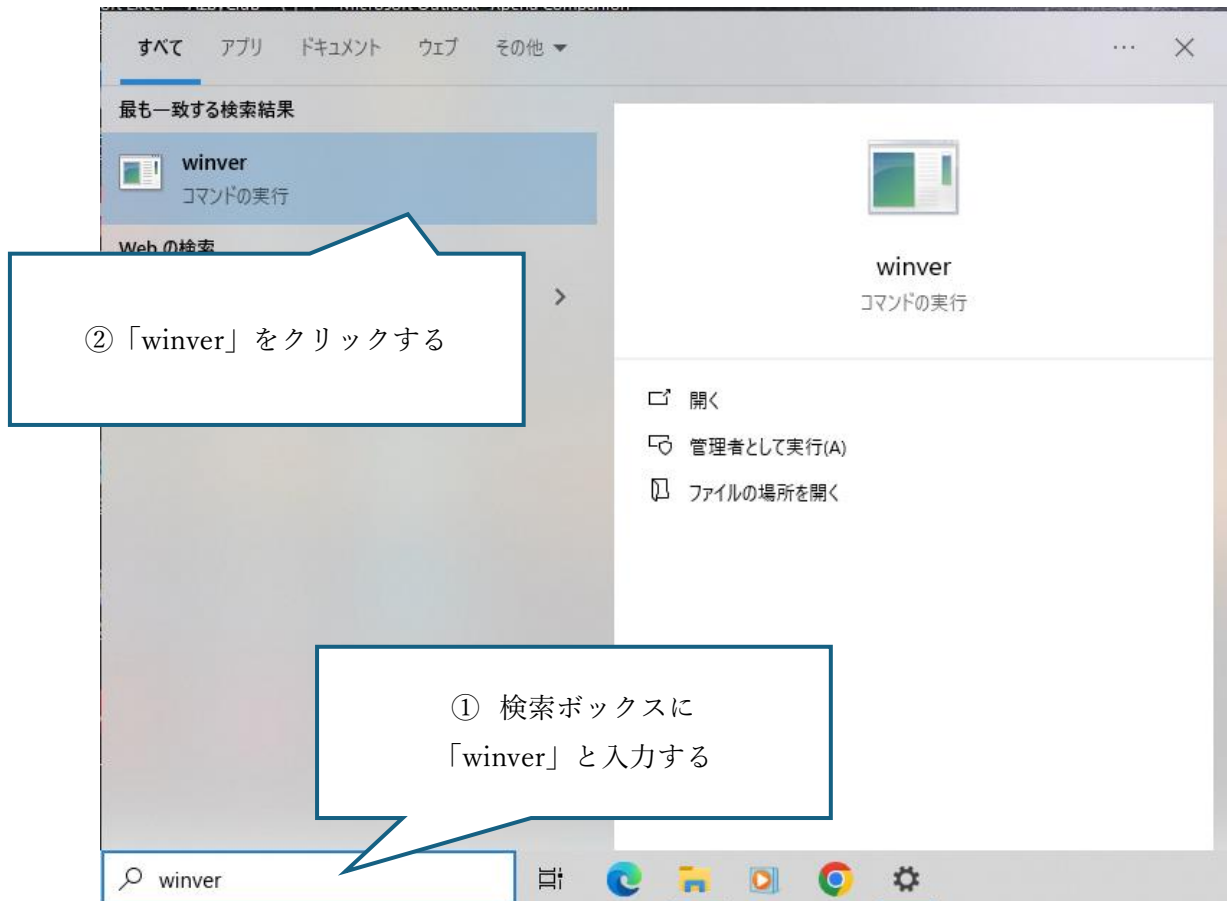 すべて アプリ ドキュメント ウェブ その他
最も一致する検索結果
winver
コマンドの実行
Web の検索
②「winver」をクリックする
winver
コマンドの実行
開く
管理者として実行(A)
ファイルの場所を開く
① 検索ボックスに
「winver」と入力する
winver